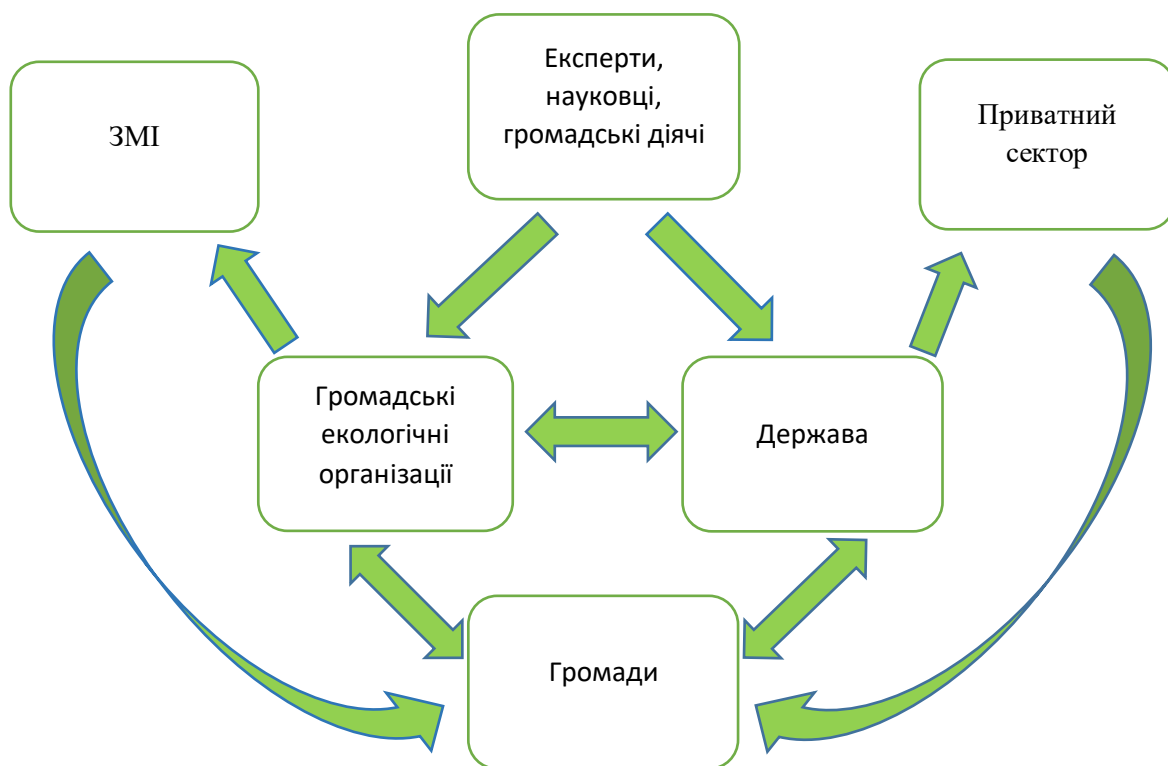 ЗМІ
Експерти,
науковці,
громадські діячі
Приватний
сектор
Громадські
екологічні
організації
Держава
Громади